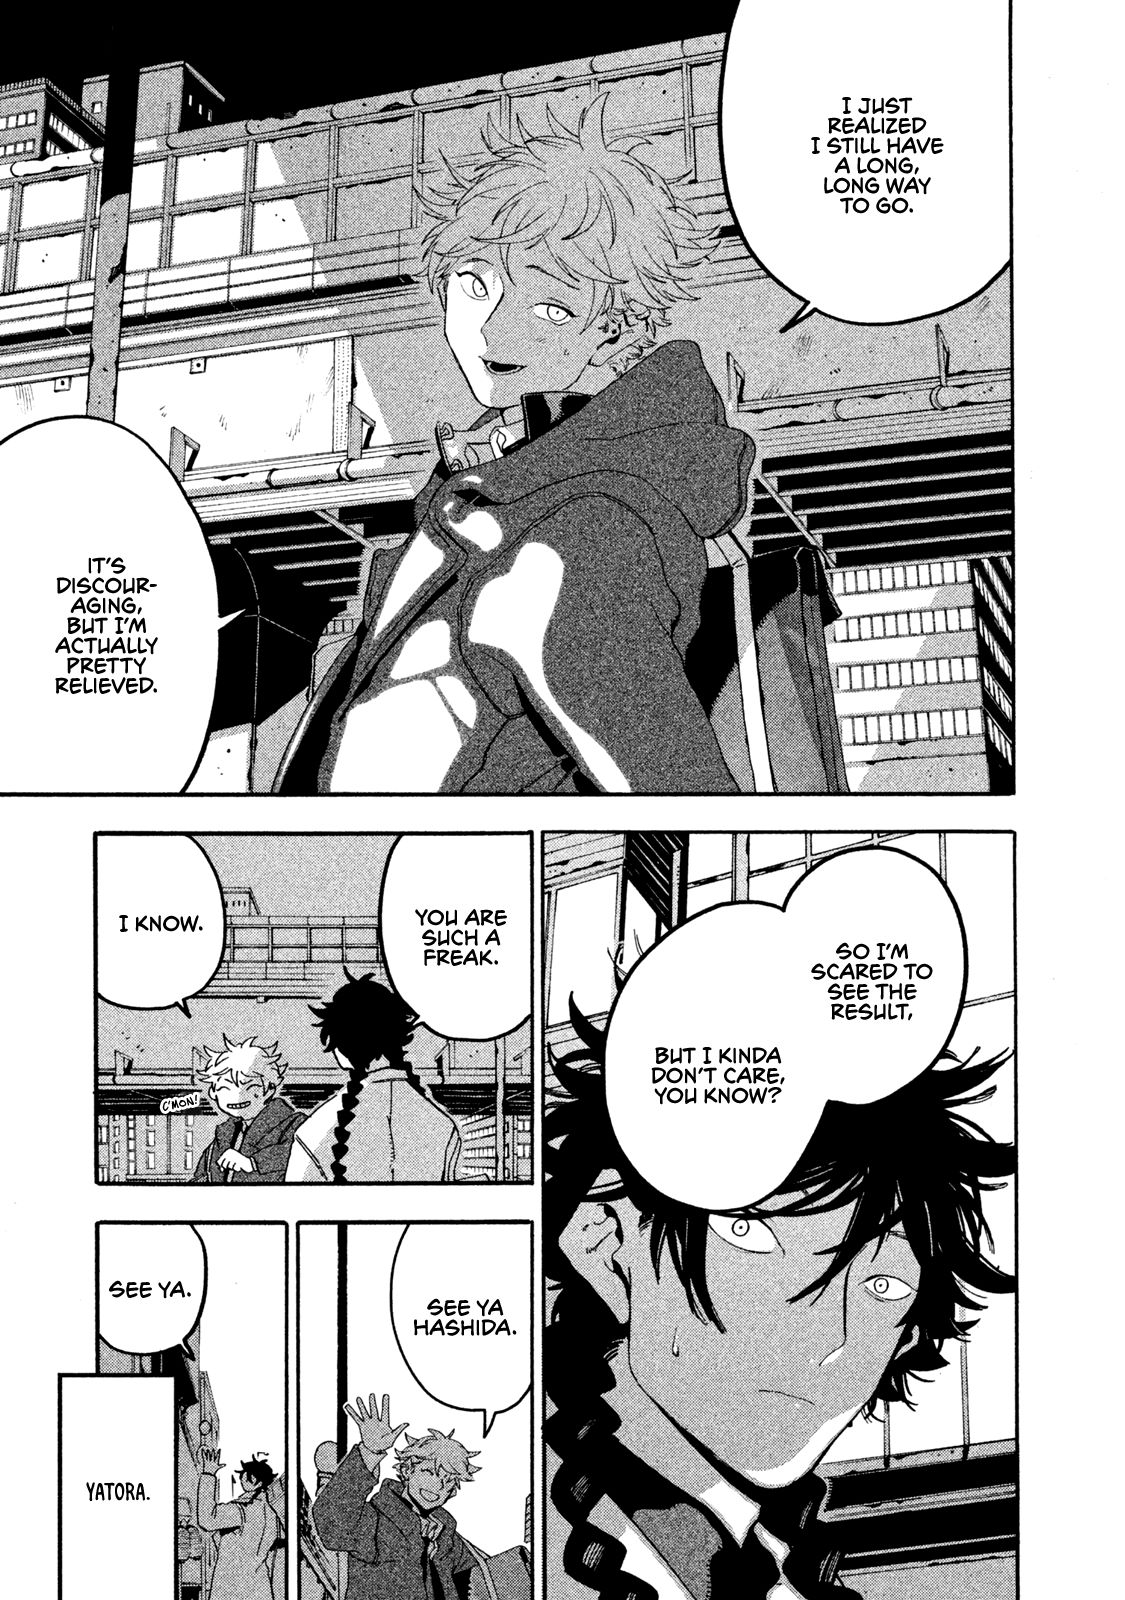 I JUST
REALIZED
I STILL HAVE
A LONG,
LONG WAY
TO GO.
IT'S
DISCOUR-
AGING,
BUT I'M
ACTUALLY
PRETTY
RELIEVED.
SO I'M
SCARED TO
SEE THE
RESULT,
BUT I KINDA
DON'T CARE,
YOU KNOW?
YOU ARE
SUCH A
FREAK.
I KNOW.
C'MON!
SEE YA
HASHIDA.
SEE YA.
YATORA.